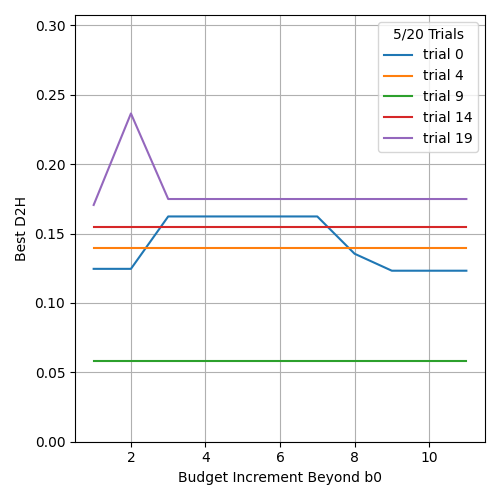 5/20 Trials
trial 0
trial 4
trial 9
trial 14
trial 19
0.30
0.25
0.20
0.15
0.10
0.05
0.00
Best D2H
2 4 6 8 10
Budget Increment Beyond b0